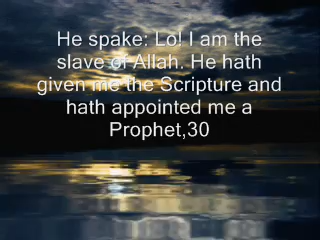 He spake: Lo! I am the
slave of Allah. He hath
given me the Scripture and
hath appointed me a
Prophet,30